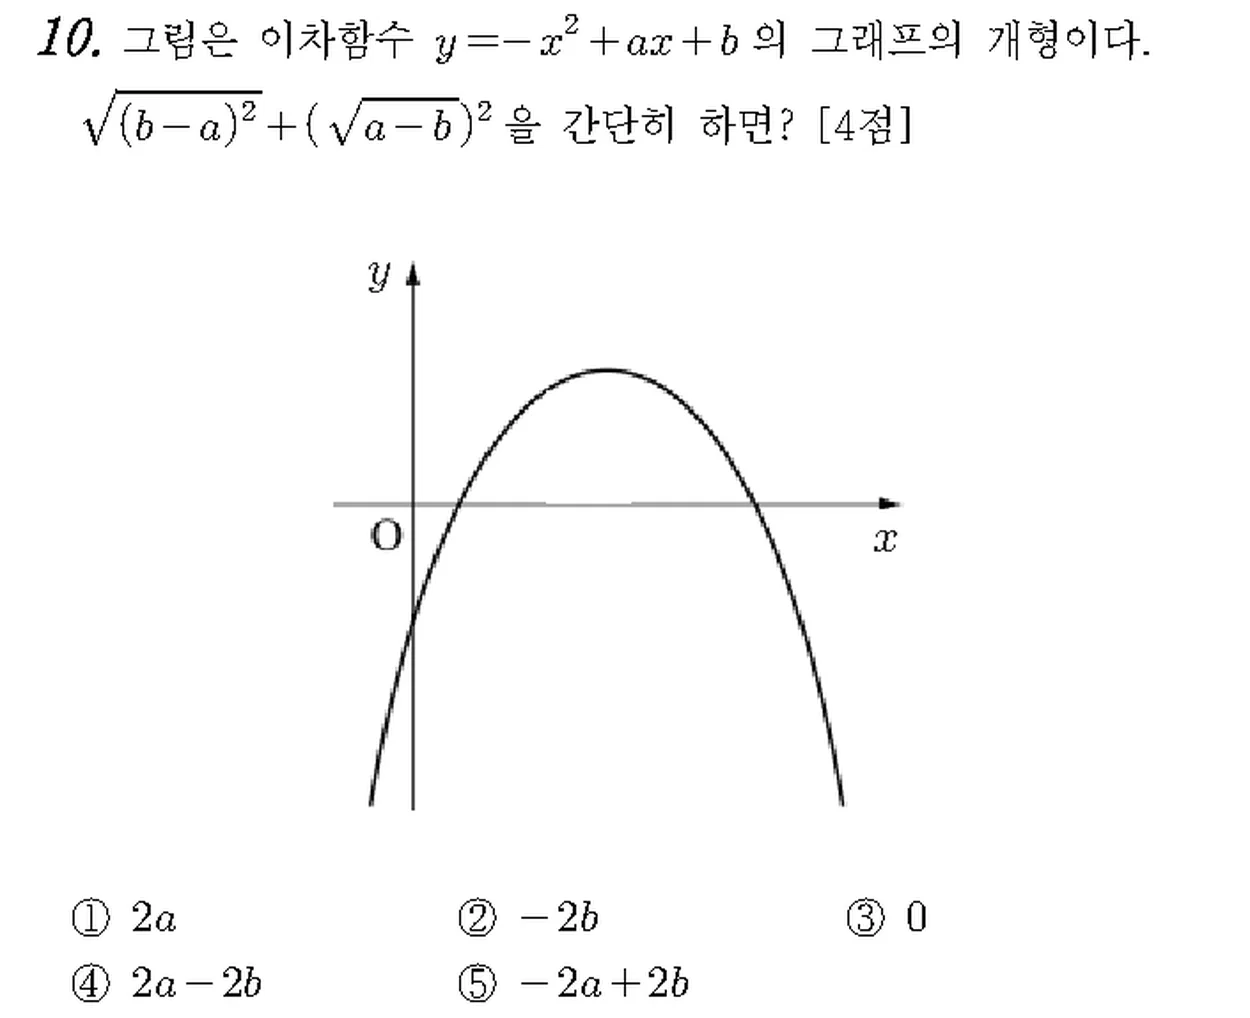 10. 그림은 이차함수 y=-x²+ax+b의 그래프의 개형이다.
√(b-a)²+(√a-b)²을 간단히 하면? [4점]
y
O
x
① 2a ② -2b ③ 0
④ 2a-2b ⑤ -2a+2b